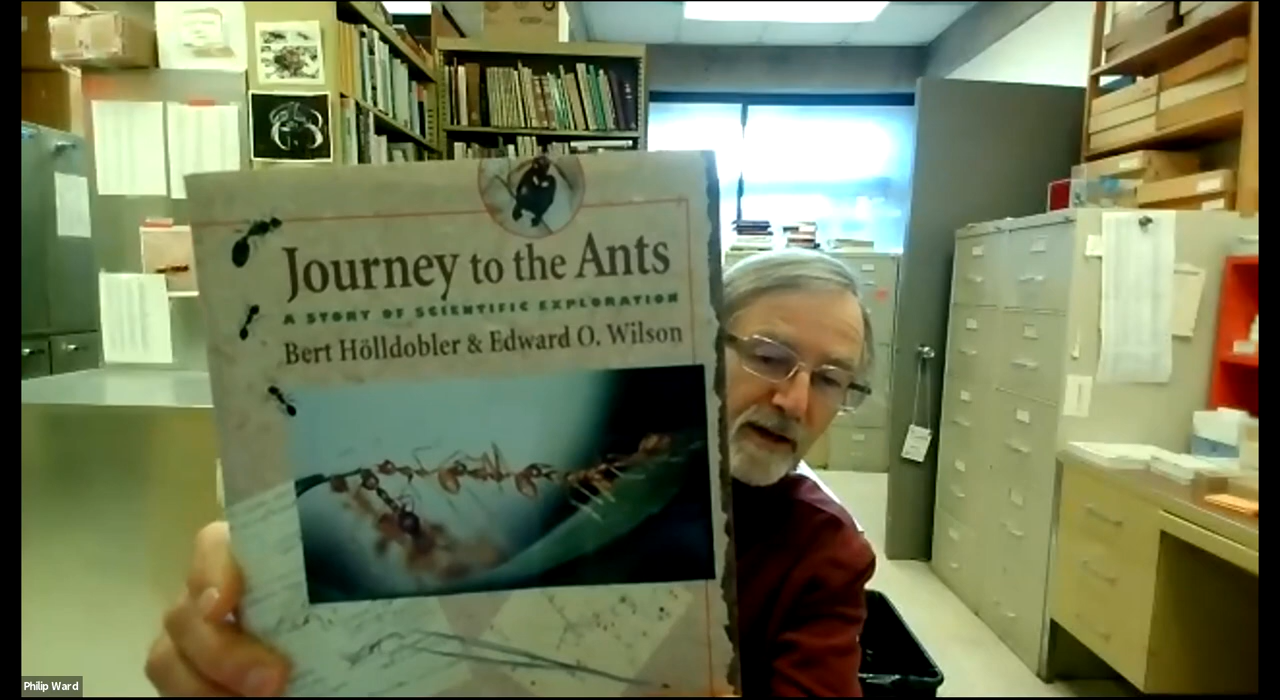 Journey to the Ants
A STORY OF SCIENTIFIC EXPLORATION
Bert Hölldobler & Edward O. Wilson
Philip Ward